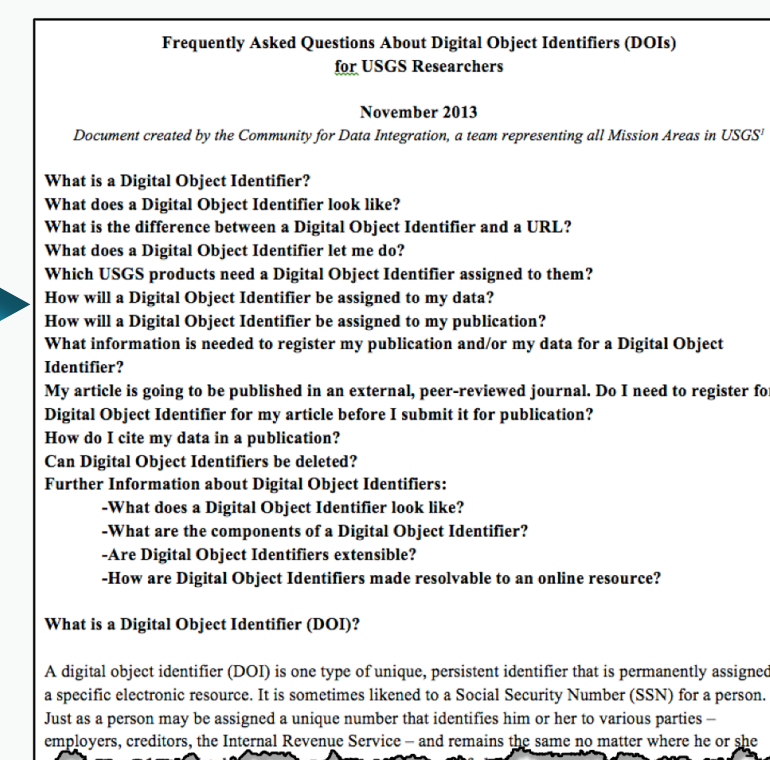 Frequently Asked Questions About Digital Object Identifiers (DOIs)
for USGS Researchers
November 2013
Document created by the Community for Data Integration, a team representing all Mission Areas in USGS¹
What is a Digital Object Identifier?
What does a Digital Object Identifier look like?
What is the difference between a Digital Object Identifier and a URL?
What does a Digital Object Identifier let me do?
Which USGS products need a Digital Object Identifier assigned to them?
How will a Digital Object Identifier be assigned to my data?
How will a Digital Object Identifier be assigned to my publication?
What information is needed to register my publication and/or my data for a Digital Object
Identifier?
My article is going to be published in an external, peer-reviewed journal. Do I need to register for
Digital Object Identifier for my article before I submit it for publication?
How do I cite my data in a publication?
Can Digital Object Identifiers be deleted?
Further Information about Digital Object Identifiers:
-What does a Digital Object Identifier look like?
-What are the components of a Digital Object Identifier?
-Are Digital Object Identifiers extensible?
-How are Digital Object Identifiers made resolvable to an online resource?
What is a Digital Object Identifier (DOI)?
A digital object identifier (DOI) is one type of unique, persistent identifier that is permanently assigned
a specific electronic resource. It is sometimes likened to a Social Security Number (SSN) for a person.
Just as a person may be assigned a unique number that identifies him or her to various parties –
employers, creditors, the Internal Revenue Service – and remains the same no matter where he or she